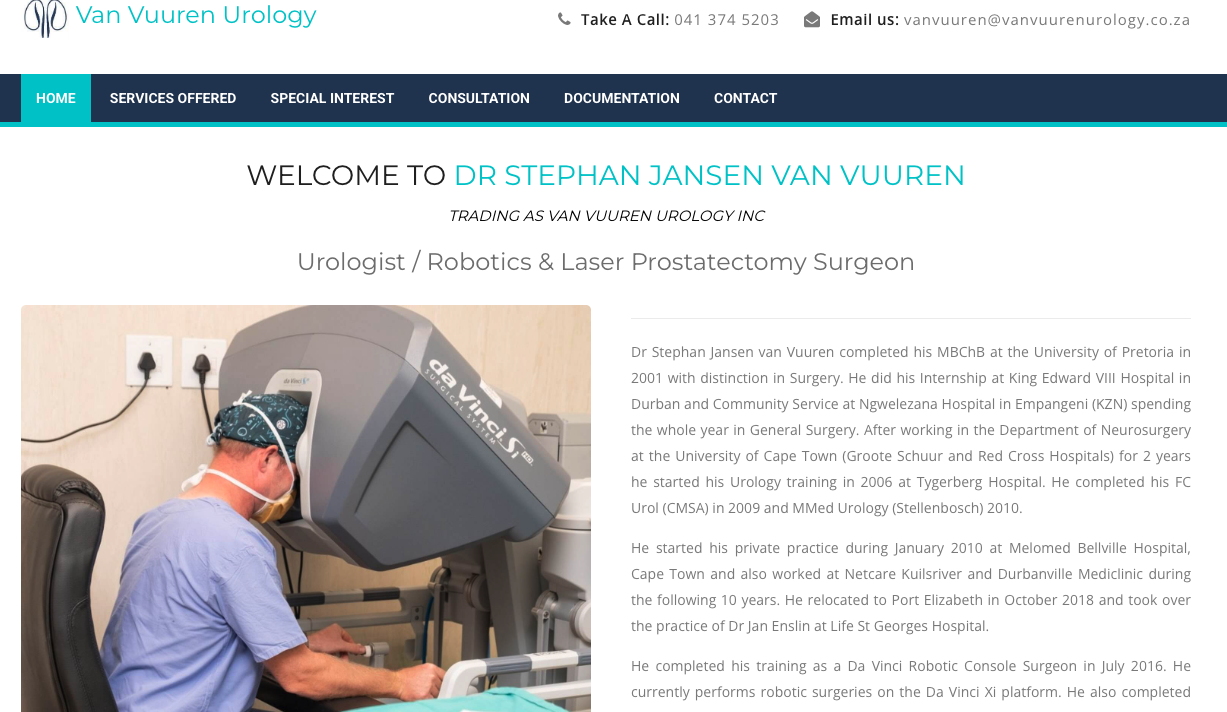 Van Vuuren Urology
Take A Call: 041 374 5203
Email us: vanvuuren@vanvuurenurology.co.za
HOME
SERVICES OFFERED
SPECIAL INTEREST
CONSULTATION
DOCUMENTATION
CONTACT
WELCOME TO DR STEPHAN JANSEN VAN VUUREN
TRADING AS VAN VUUREN UROLOGY INC
Urologist / Robotics & Laser Prostatectomy Surgeon
da Vinci Si
da Vinci Si
SURGICAL SYSTEM
Dr Stephan Jansen van Vuuren completed his MBChB at the University of Pretoria in
2001 with distinction in Surgery. He did his Internship at King Edward VIII Hospital in
Durban and Community Service at Ngwelezana Hospital in Empangeni (KZN) spending
the whole year in General Surgery. After working in the Department of Neurosurgery
at the University of Cape Town (Groote Schuur and Red Cross Hospitals) for 2 years
he started his Urology training in 2006 at Tygerberg Hospital. He completed his FC
Urol (CMSA) in 2009 and MMed Urology (Stellenbosch) 2010.
He started his private practice during January 2010 at Melomed Bellville Hospital,
Cape Town and also worked at Netcare Kuilsriver and Durbanville Mediclinic during
the following 10 years. He relocated to Port Elizabeth in October 2018 and took over
the practice of Dr Jan Enslin at Life St Georges Hospital.
He completed his training as a Da Vinci Robotic Console Surgeon in July 2016. He
currently performs robotic surgeries on the Da Vinci Xi platform. He also completed